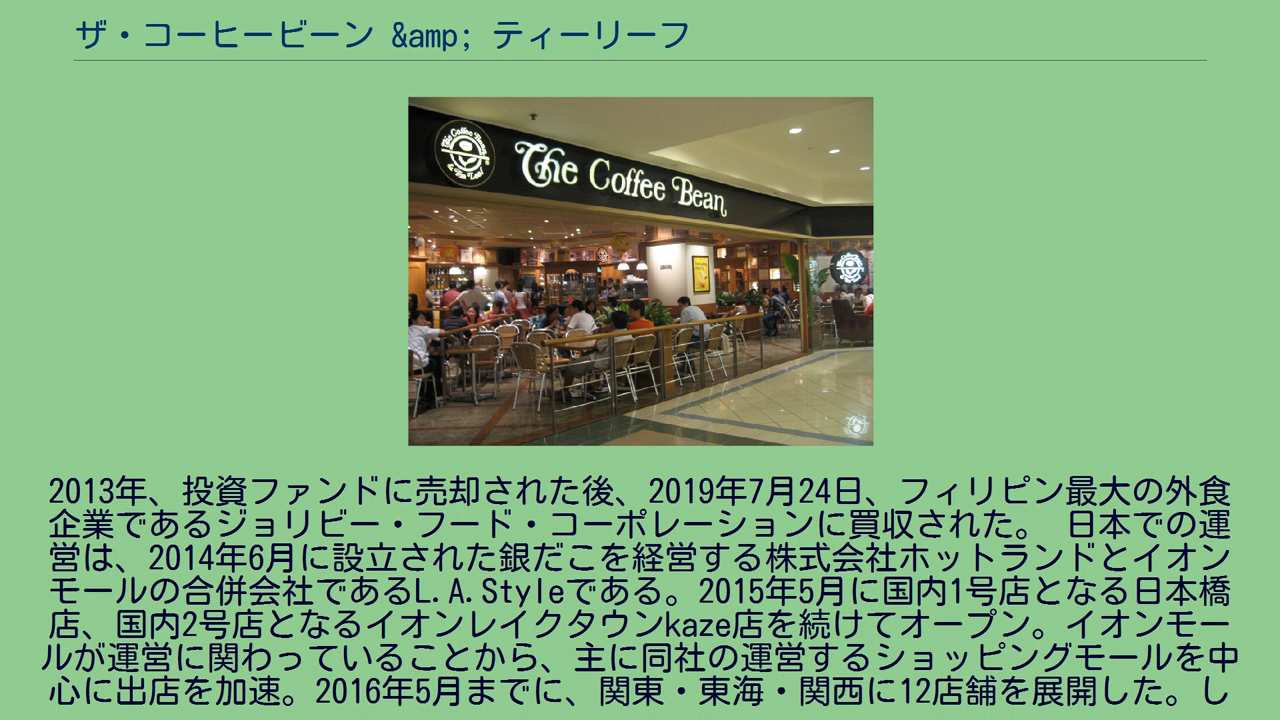 ザ・コーヒービーン &amp; ティーリーフ
The Coffee Bean
The Coffee Bean
2013年、投資ファンドに売却された後、2019年7月24日、フィリピン最大の外食
企業であるジョリビー・フード・コーポレーションに買収された。 日本での運
営は、2014年6月に設立された銀だこを経営する株式会社ホットランドとイオン
モールの合併会社であるL.A.Styleである。2015年5月に国内1号店となる日本橋
店、国内2号店となるイオンレイクタウンkaze店を続けてオープン。イオンモー
ルが運営に関わっていることから、主に同社の運営するショッピングモールを中
心に出店を加速。2016年5月までに、関東・東海・関西に12店舗を展開した。し